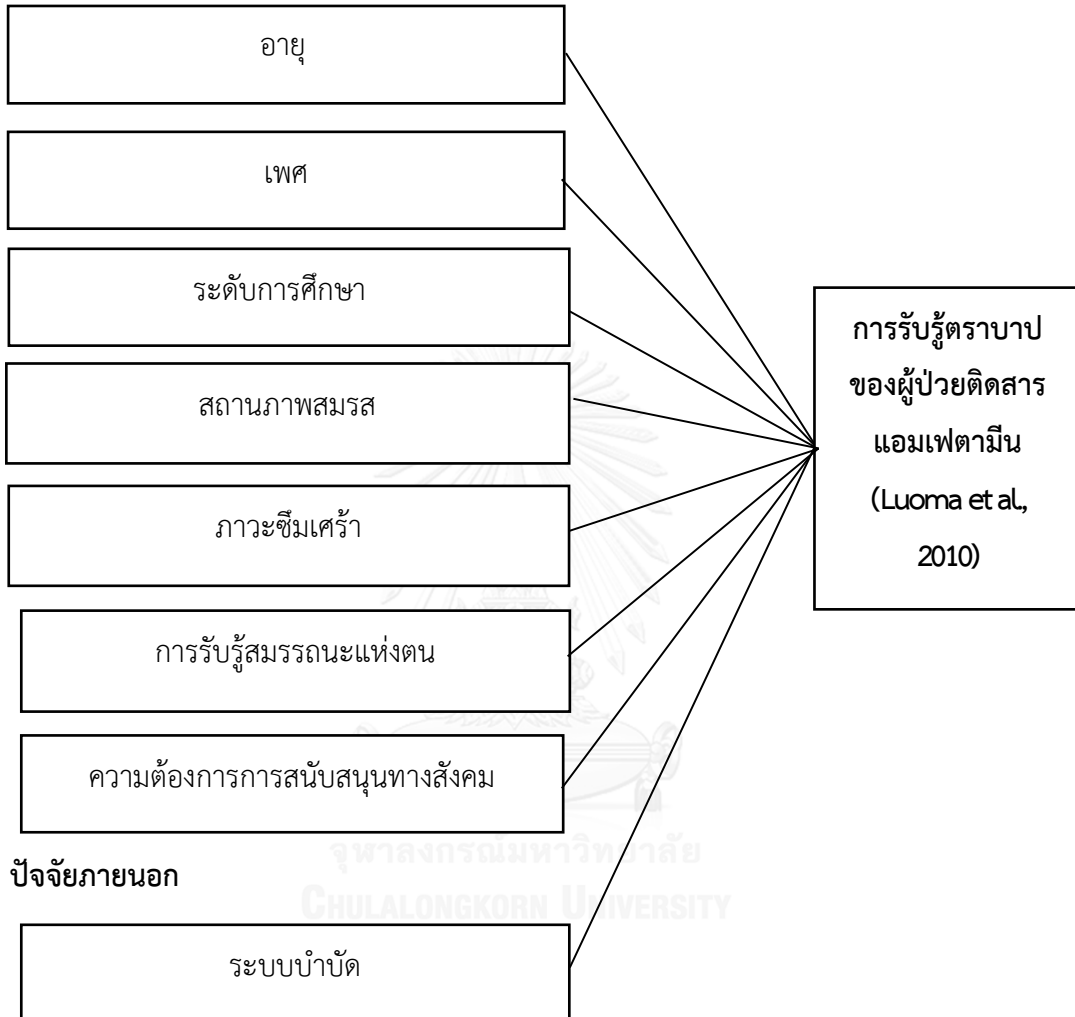 อายุ
เพศ
ระดับการศึกษา
สถานภาพสมรส
ภาวะซึมเศร้า
การรับรู้สมรรถนะแห่งตน
ความต้องการการสนับสนุนทางสังคม
ปัจจัยภายนอก
ระบบบำบัด
การรับรู้ตราบาป
ของผู้ป่วยติดสาร
แอมเฟตามีน
(Luoma et al.,
2010)
จุฬาลงกรณ์มหาวิทยาลัย
CHULALONGKORN UNIVERSITY